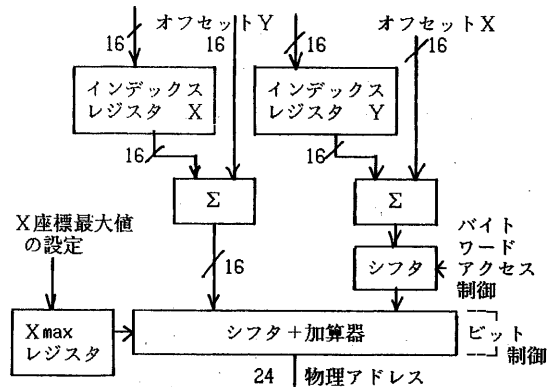 オフセットY
オフセットX
16
16
16
16
インデックス
レジスタ X
インデックス
レジスタ Y
16
16
Σ
Σ
X座標最大値
の設定
16
バイト
ワード
アクセス
制御
シフタ
Xmax
レジスタ
シフタ+加算器
ビット
制御
24 物理アドレス